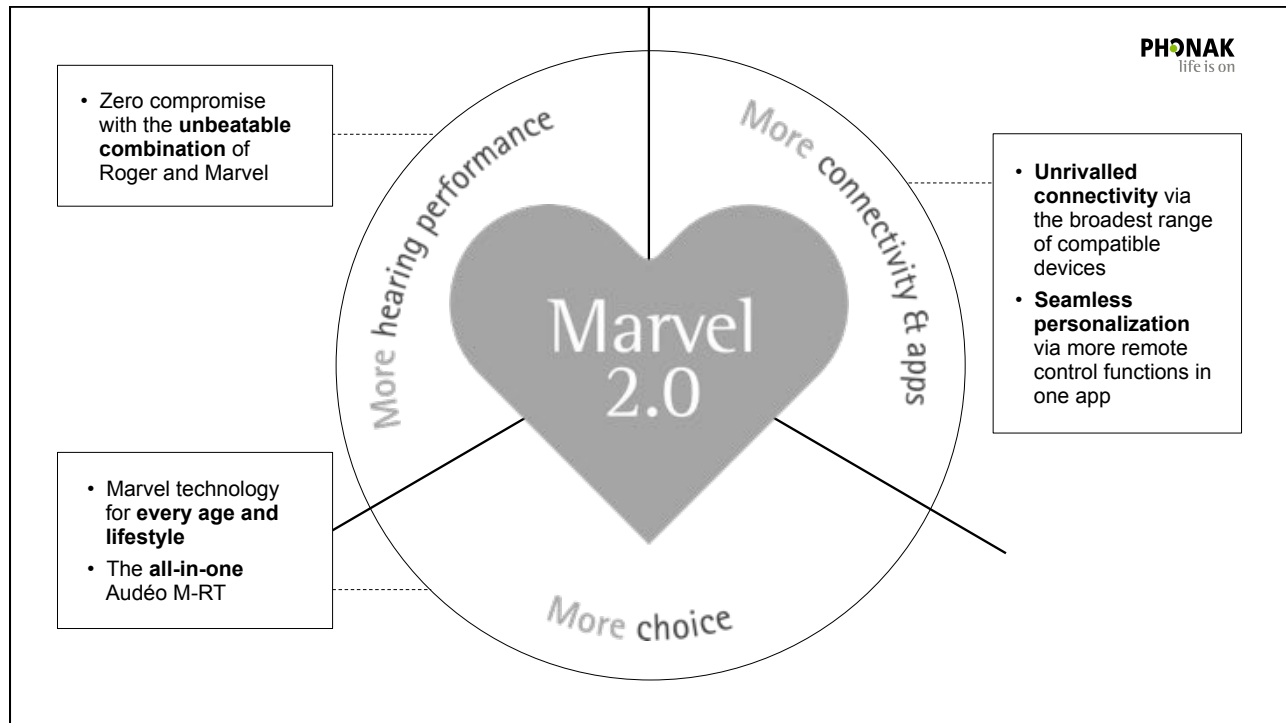 PHONAK
life is on
• Zero compromise
with the unbeatable
combination of
Roger and Marvel
More hearing performance
More connectivity & apps
• Unrivalled
connectivity via
the broadest range
of compatible
devices
• Seamless
personalization
via more remote
control functions in
one app
Marvel
2.0
• Marvel technology
for every age and
lifestyle
• The all-in-one
Audéo M-RT
More choice